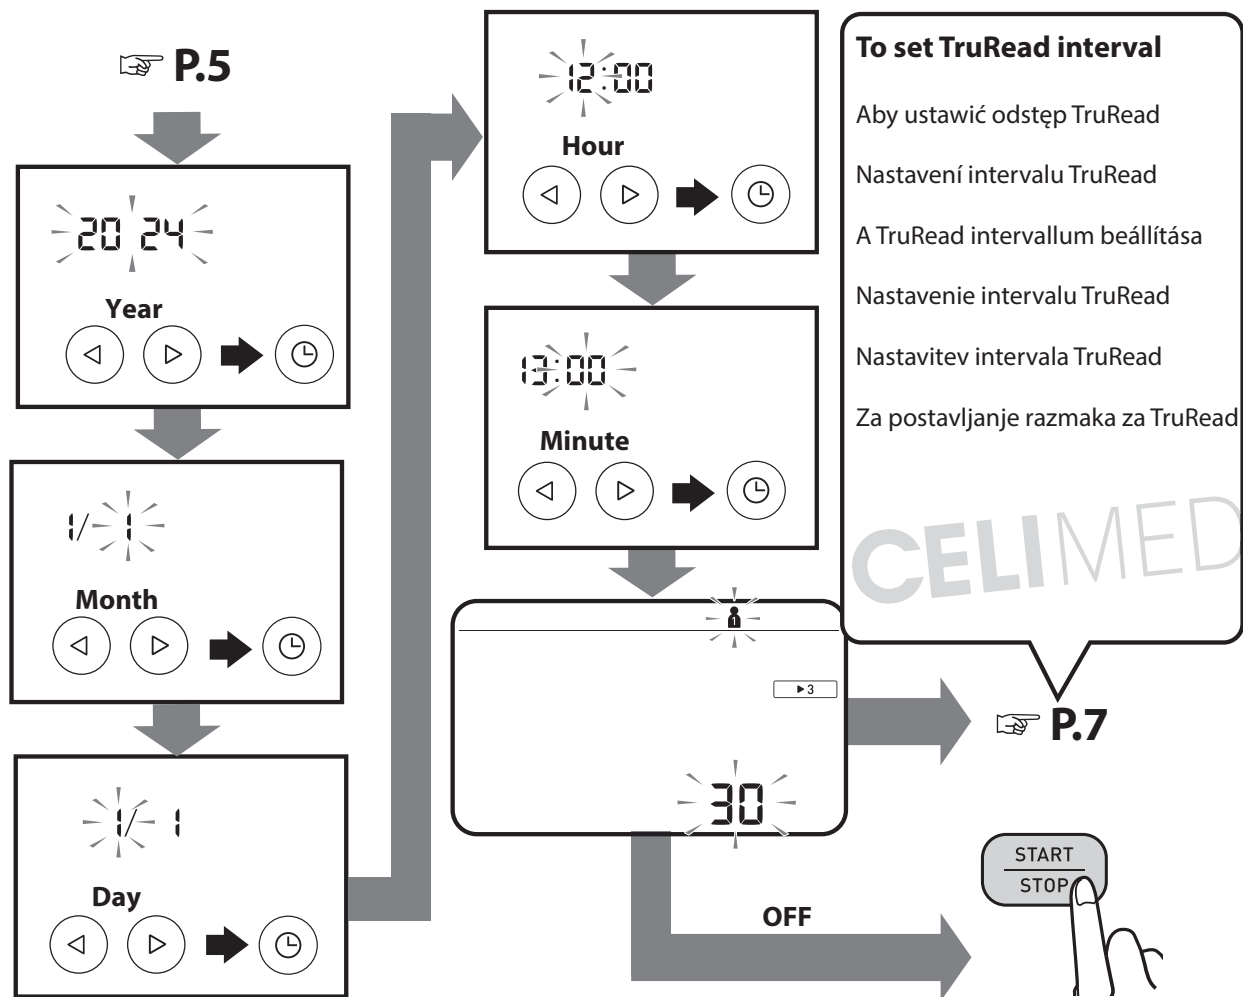 ☞ P.5
20 24
Year
1/ 1
Month
1/ 1
Day
12:00
Hour
13:00
Minute
1
▶3
30
OFF
To set TruRead interval
Aby ustawić odstęp TruRead
Nastavení intervalu TruRead
A TruRead intervallum beállítása
Nastavenie intervalu TruRead
Nastavitev intervala TruRead
Za postavljanje razmaka za TruRead
CELIMED
☞ P.7
START
STOP